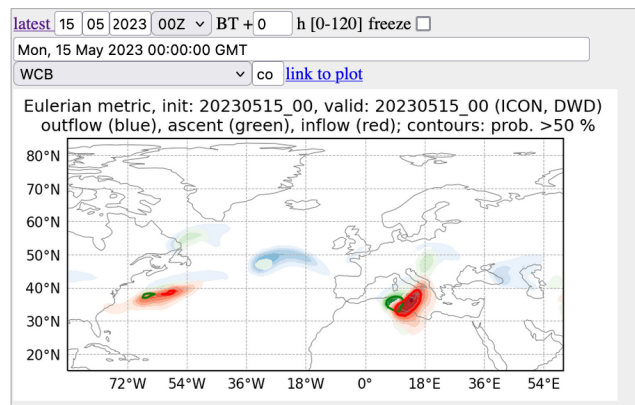 latest 15 05 2023 00Z BT + 0 h [0-120] freeze
Mon, 15 May 2023 00:00:00 GMT
WCB co link to plot
Eulerian metric, init: 20230515_00, valid: 20230515_00 (ICON, DWD)
outflow (blue), ascent (green), inflow (red); contours: prob. >50 %
80°N
70°N
60°N
50°N
40°N
30°N
20°N
72°W 54°W 36°W 18°W 0° 18°E 36°E 54°E